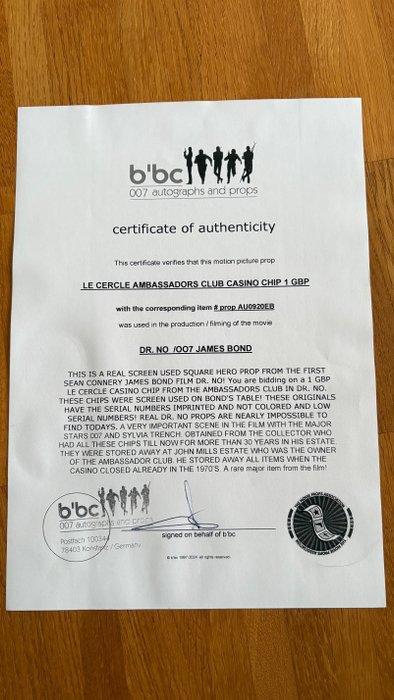 b'bc
007 autographs and props
certificate of authenticity
This certificate verifies that this motion picture prop
LE CERCLE AMBASSADORS CLUB CASINO CHIP 1 GBP
with the corresponding item # prop AU0920EB
was used in the production / filming of the movie
DR. NO /OO7 JAMES BOND
THIS IS A REAL SCREEN USED SQUARE HERO PROP FROM THE FIRST
SEAN CONNERY JAMES BOND FILM DR. NO! You are bidding on a 1 GBP
LE CERCLE CASINO CHIP FROM THE AMBASSADORS CLUB IN DR. NO.
THESE CHIPS WERE SCREEN USED ON BOND'S TABLE! THESE ORIGINALS
HAVE THE SERIAL NUMBERS IMPRINTED AND NOT COLORED AND LOW
SERIAL NUMBERS! REAL DR. NO PROPS ARE NEARLY IMPOSSIBLE TO
FIND TODAYS. A VERY IMPORTANT SCENE IN THE FILM WITH THE MAJOR
STARS 007 AND SYLVIA TRENCH. OBTAINED FROM THE COLLECTOR WHO
HAD ALL THESE CHIPS TILL NOW FOR MORE THAN 30 YEARS IN HIS ESTATE.
THEY WERE STORED AWAY AT JOHN MILLS ESTATE WHO WAS THE OWNER
OF THE AMBASSADOR CLUB. HE STORED AWAY ALL ITEMS WHEN THE
CASINO CLOSED ALREADY IN THE 1970'S. A rare major item from the film!
b'bc
007 autographs and props
Postfach 100344
78403 Konstanz / Germany
signed on behalf of b'bc
© b'bc 1997-2024 all rights reserved